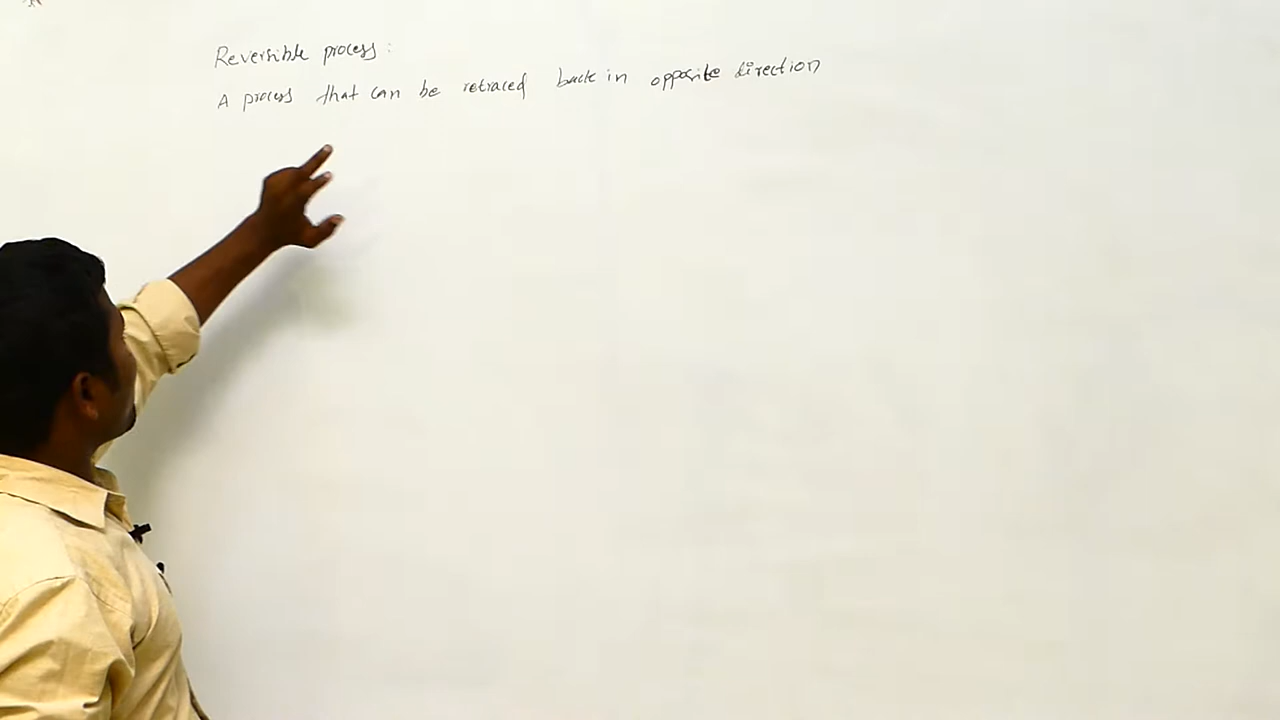 Reversible process :
A process that can be retraced back in opposite direction